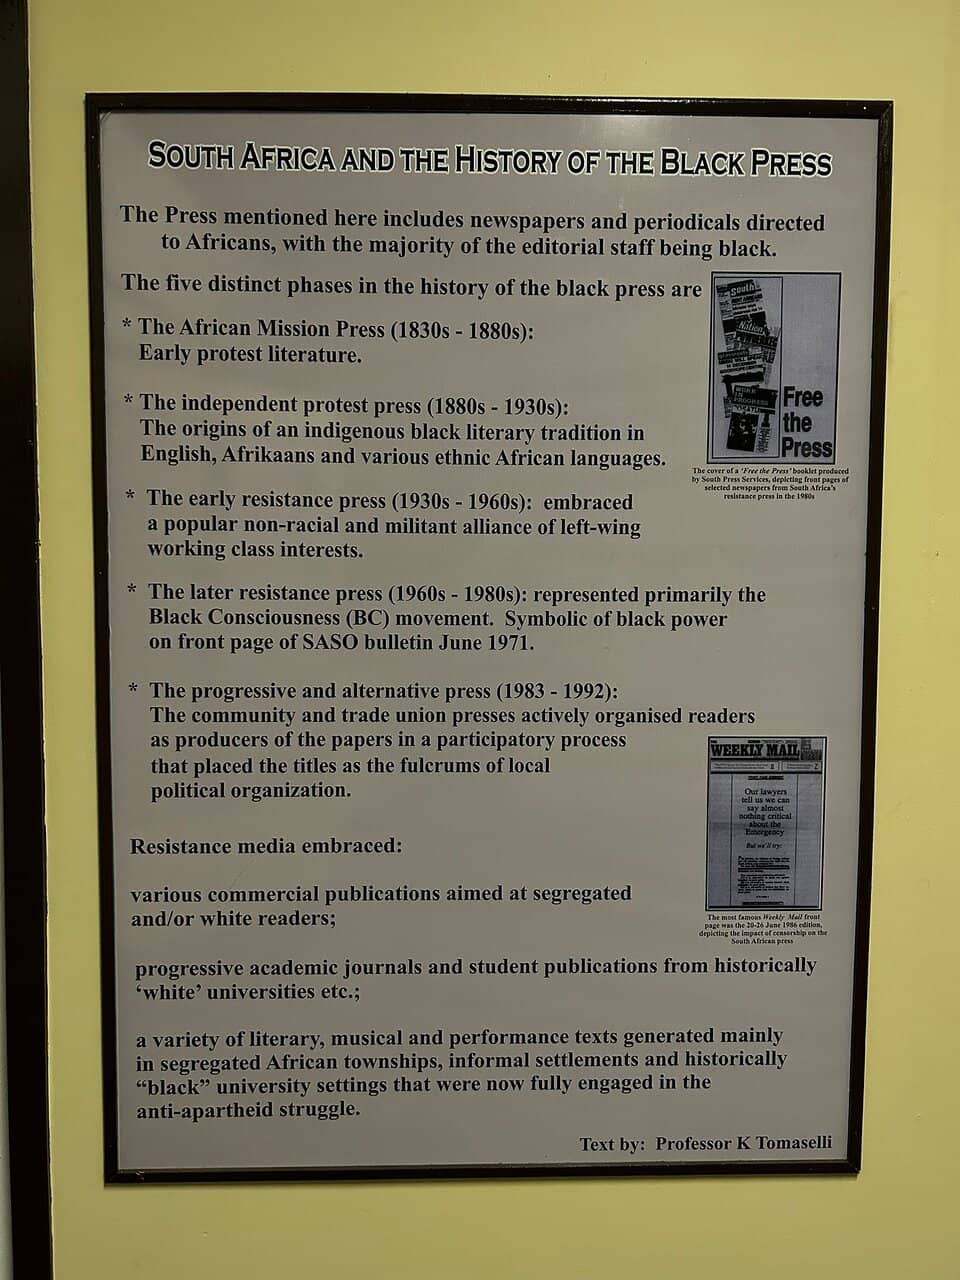 SOUTH AFRICA AND THE HISTORY OF THE BLACK PRESS
The Press mentioned here includes newspapers and periodicals directed
to Africans, with the majority of the editorial staff being black.
The five distinct phases in the history of the black press are
* The African Mission Press (1830s - 1880s):
Early protest literature.
* The independent protest press (1880s - 1930s):
The origins of an indigenous black literary tradition in
English, Afrikaans and various ethnic African languages.
South
Nation
WORK
IN
PROGRESS
Free
the
Press
The cover of a 'Free the Press' booklet produced
by South Press Services, depicting front pages of
selected newspapers from South Africa's
resistance press in the 1980s
* The early resistance press (1930s - 1960s): embraced
a popular non-racial and militant alliance of left-wing
working class interests.
* The later resistance press (1960s - 1980s): represented primarily the
Black Consciousness (BC) movement. Symbolic of black power
on front page of SASO bulletin June 1971.
* The progressive and alternative press (1983 - 1992):
The community and trade union presses actively organised readers
as producers of the papers in a participatory process
that placed the titles as the fulcrums of local
political organization.
WEEKLY MAIL
Our lawyers
tell us we can
say almost
nothing critical
about the
Emergency
But we'll try:
The most famous Weekly Mail front
page was the 20-26 June 1986 edition,
depicting the impact of censorship on the
South African press
Resistance media embraced:
various commercial publications aimed at segregated
and/or white readers;
progressive academic journals and student publications from historically
‘white’ universities etc.;
a variety of literary, musical and performance texts generated mainly
in segregated African townships, informal settlements and historically
“black” university settings that were now fully engaged in the
anti-apartheid struggle.
Text by: Professor K Tomaselli